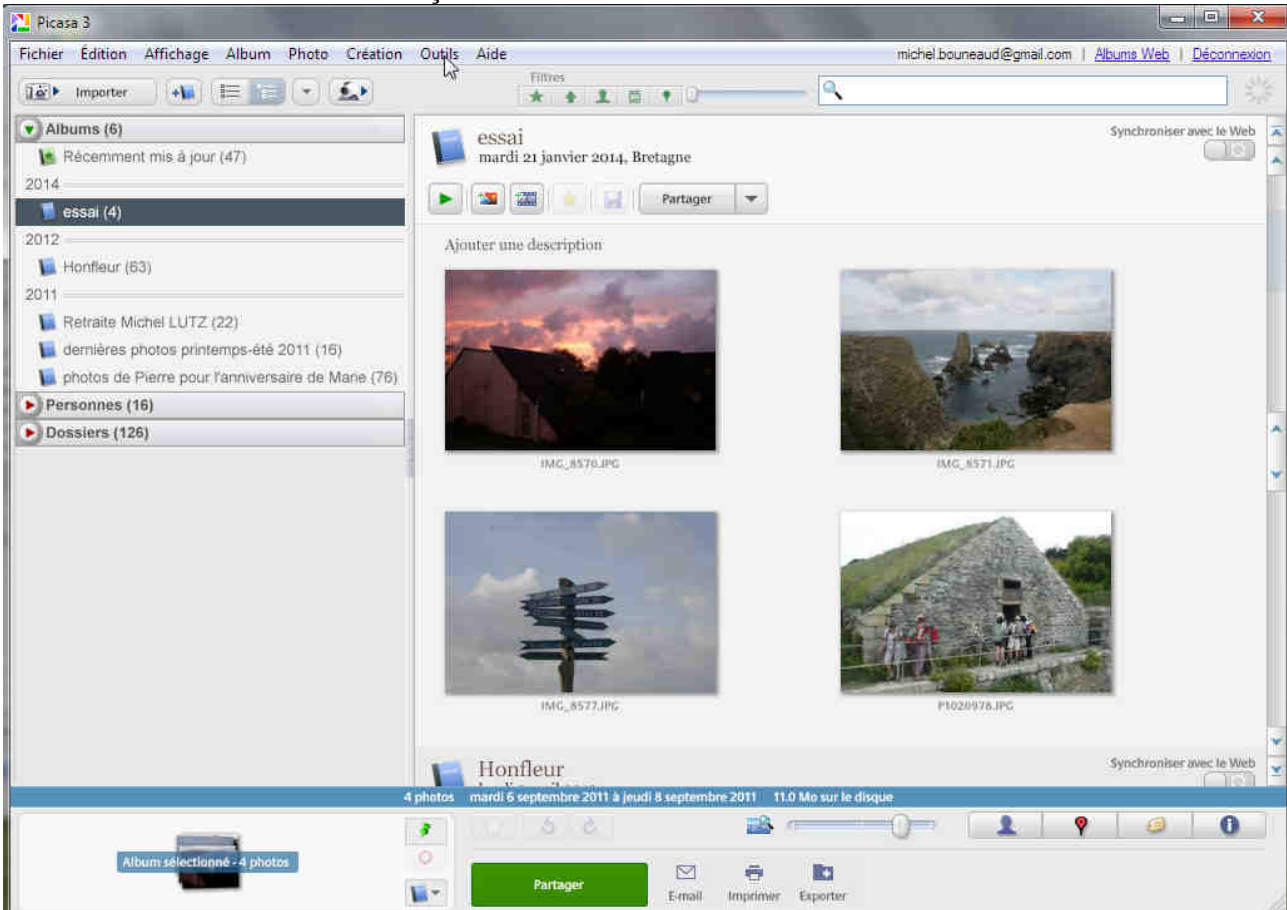 Picasa 3
Fichier Édition Affichage Album Photo Création Outils Aide
michel.bouneaud@gmail.com | Albums Web | Déconnexion
Importer
Filtres
Albums (6)
Récemment mis à jour (47)
2014
essai (4)
2012
Honfleur (63)
2011
Retraite Michel LUTZ (22)
dernières photos printemps-été 2011 (16)
photos de Pierre pour l'anniversaire de Marie (76)
Personnes (16)
Dossiers (126)
essai
mardi 21 janvier 2014, Bretagne
Synchroniser avec le Web
Partager
Ajouter une description
IMG_8570.JPG
IMG_8571.JPG
IMG_8577.JPG
P1020978.JPG
Honfleur
Synchroniser avec le Web
4 photos mardi 6 septembre 2011 à jeudi 8 septembre 2011 11.0 Mo sur le disque
Album sélectionné - 4 photos
Partager
E-mail
Imprimer
Exporter